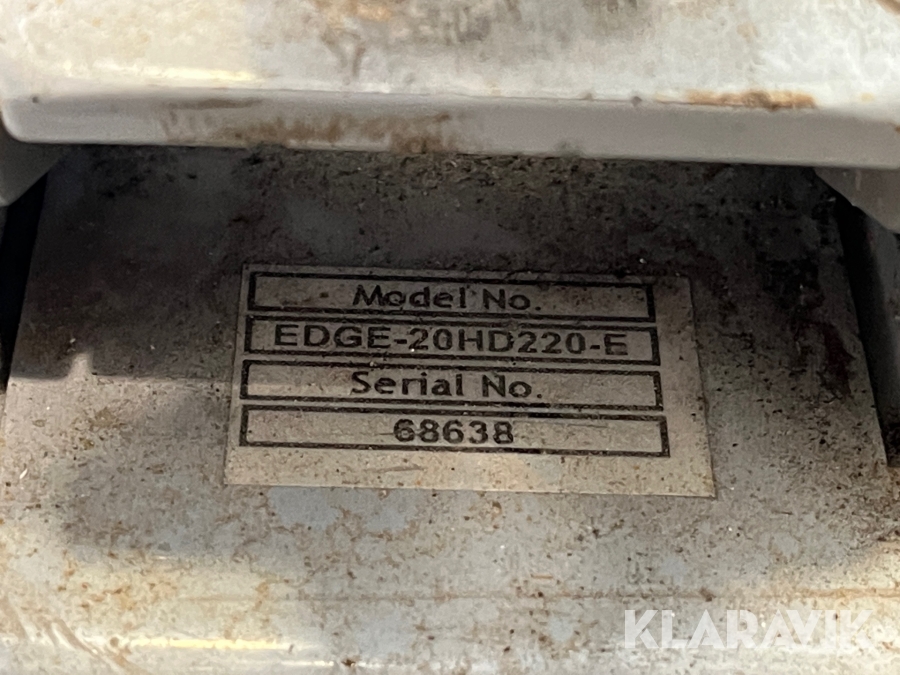 Model No.
EDGE-20HD220-E
Serial No.
68638
KLARAVIK